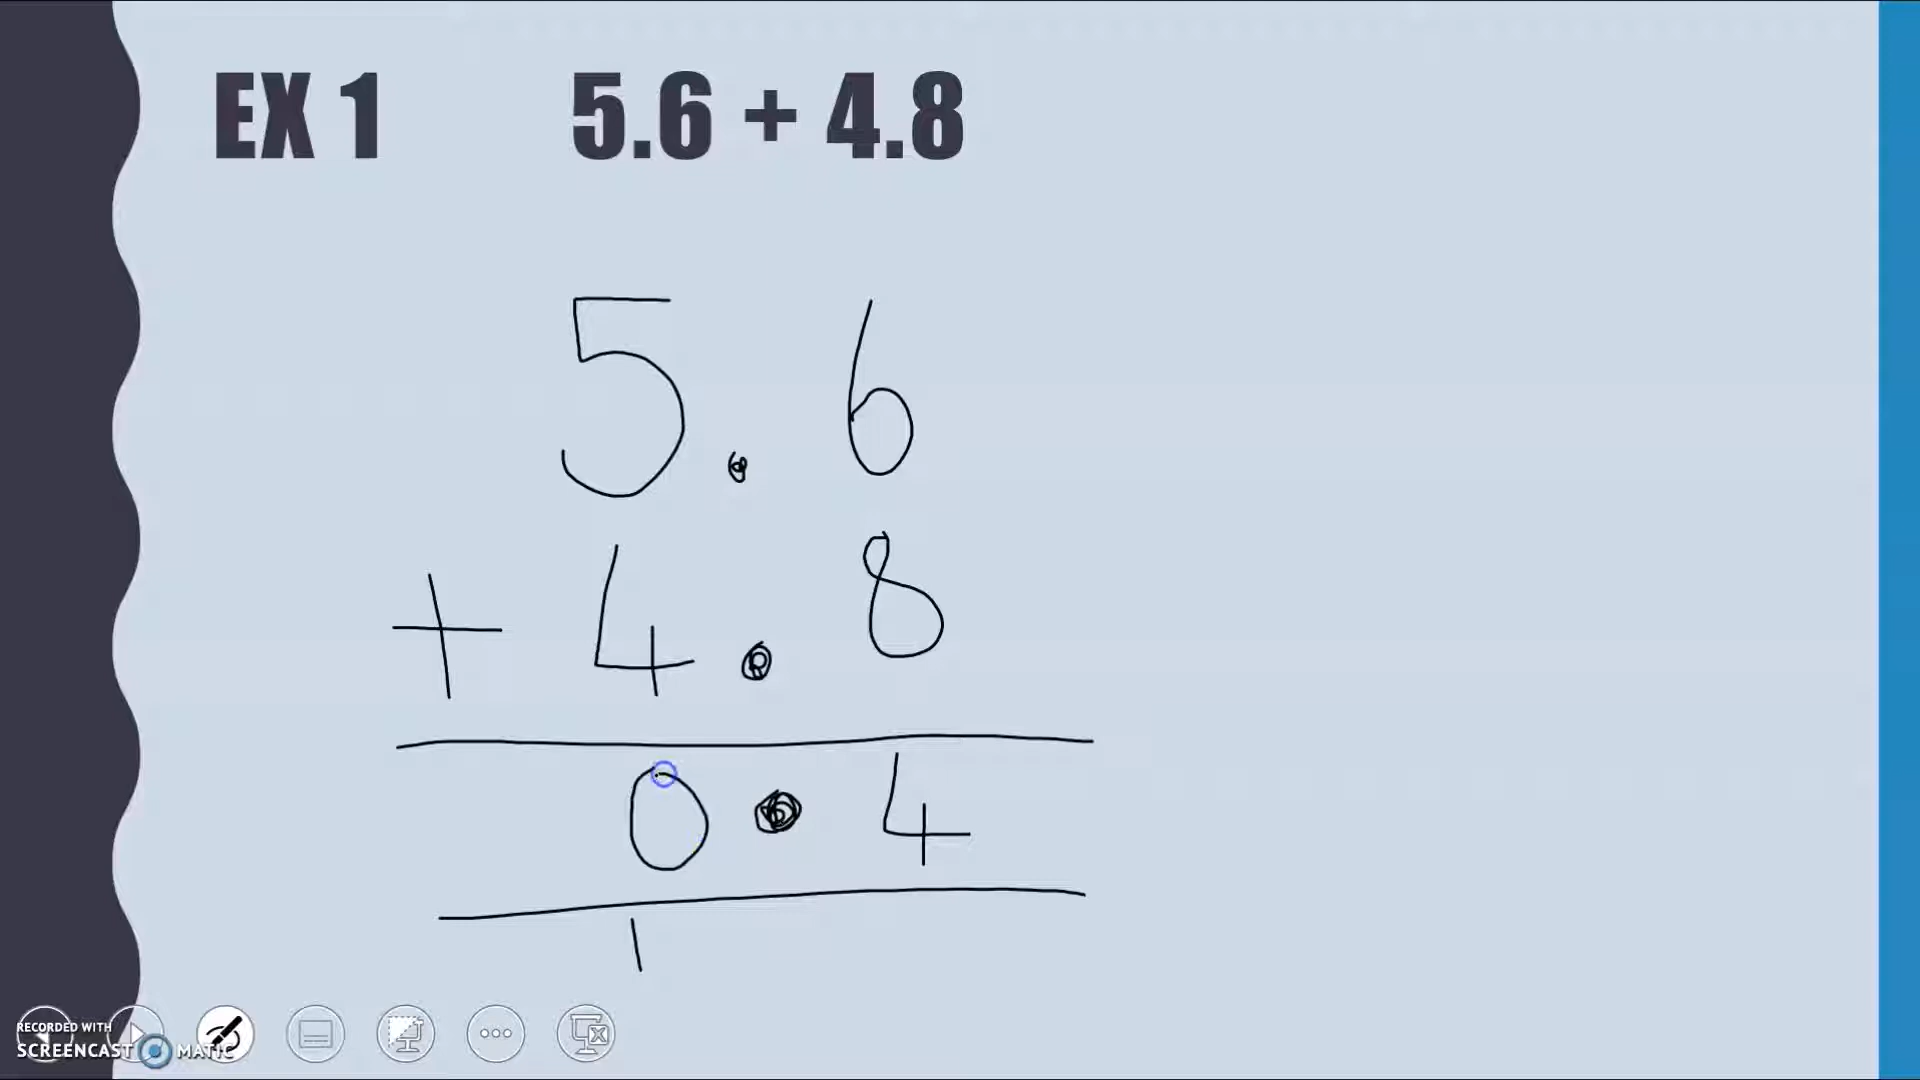 EX 1 5.6 + 4.8
5.6
+ 4.8
0.4
1
RECORDED WITH
SCREENCAST MATIC